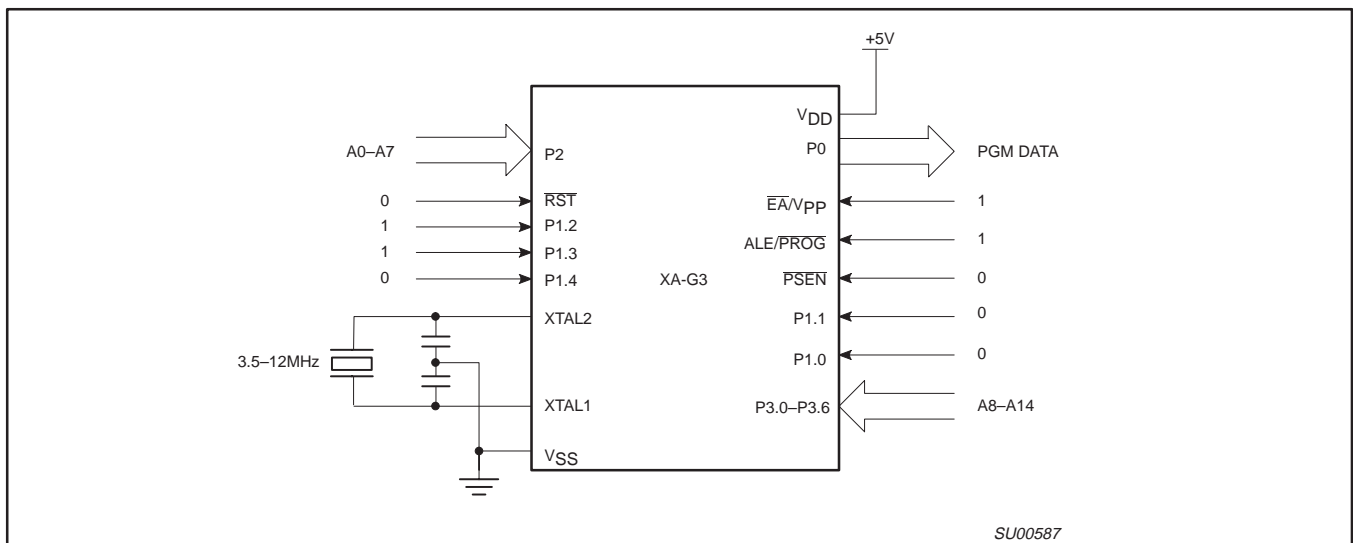 +5V
VDD
A0–A7
P2
P0
PGM DATA
0
RST
EA/VPP
1
1
P1.2
ALE/PROG
1
1
P1.3
0
P1.4
XA-G3
PSEN
0
XTAL2
P1.1
0
3.5–12MHz
P1.0
0
XTAL1
P3.0–P3.6
A8–A14
VSS
SU00587